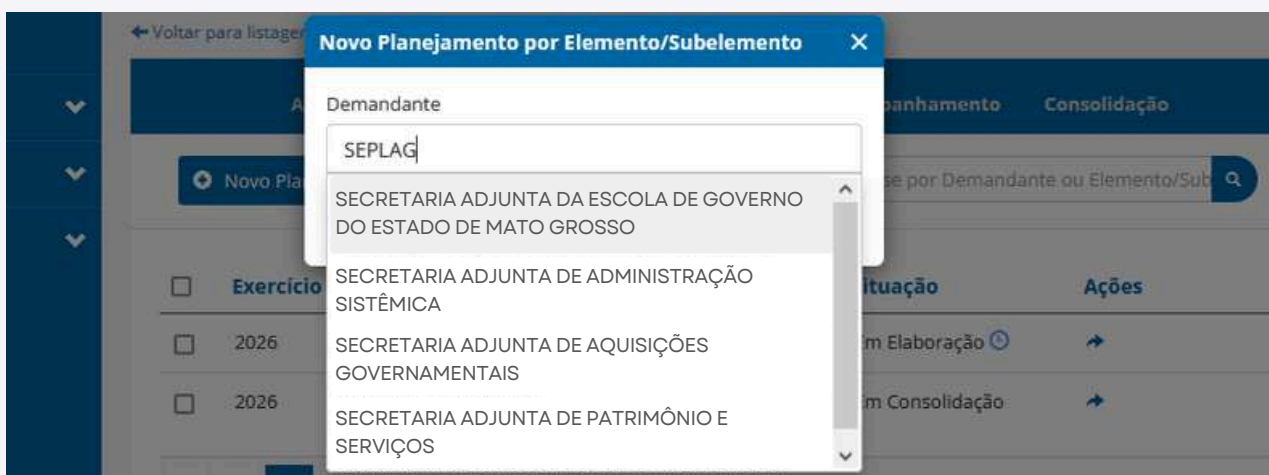 Voltar para listage
Novo Planejamento por Elemento/Subelemento
A
panhamento
Consolidação
Demandante
SEPLAG
Novo Pla
se por Demandante ou Elemento/Sub
SECRETARIA ADJUNTA DA ESCOLA DE GOVERNO
DO ESTADO DE MATO GROSSO
SECRETARIA ADJUNTA DE ADMINISTRAÇÃO
SISTÊMICA
SECRETARIA ADJUNTA DE AQUISIÇÕES
GOVERNAMENTAIS
SECRETARIA ADJUNTA DE PATRIMÔNIO E
SERVIÇOS
Exercício
ituação
Ações
2026
m Elaboração
2026
m Consolidação